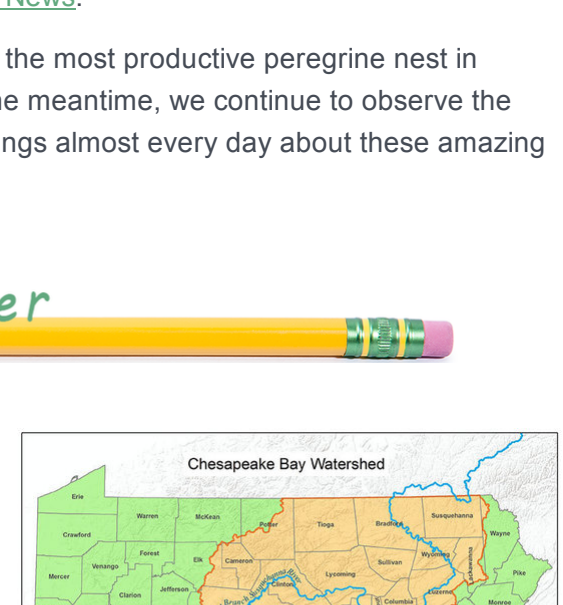 News.
the most productive peregrine nest in
meantime, we continue to observe the
almost every day about these amazing
er
Chesapeake Bay Watershed
Erie
Warren
McKean
Potter
Tioga
Bradford
Susquehanna
Crawford
Wayne
Forest
Elk
Cameron
Sullivan
Wyoming
Lackawanna
Mercer
Venango
Jefferson
Clinton
Lycoming
Pike
Clarion
Luzerne
Columbia
Monroe